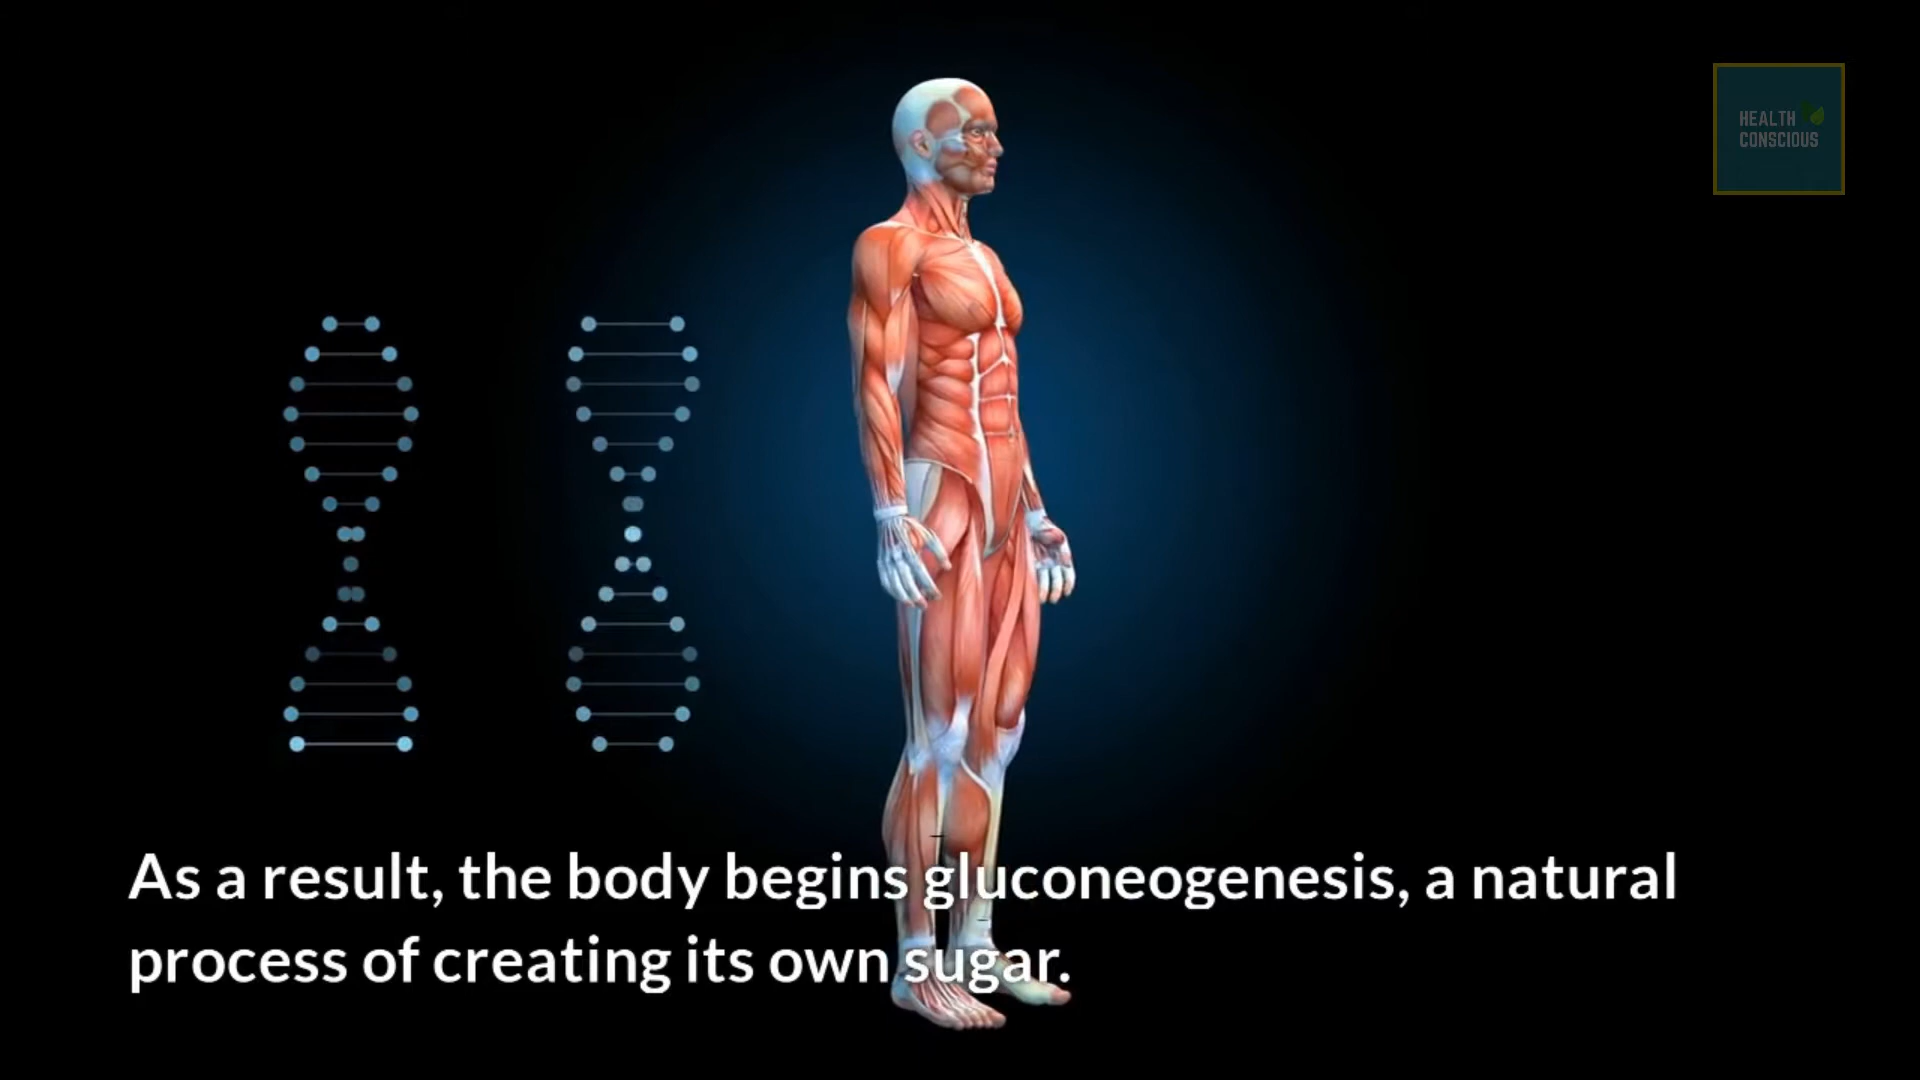 HEALTH
CONSCIOUS
As a result, the body begins gluconeogenesis, a natural
process of creating its own sugar.